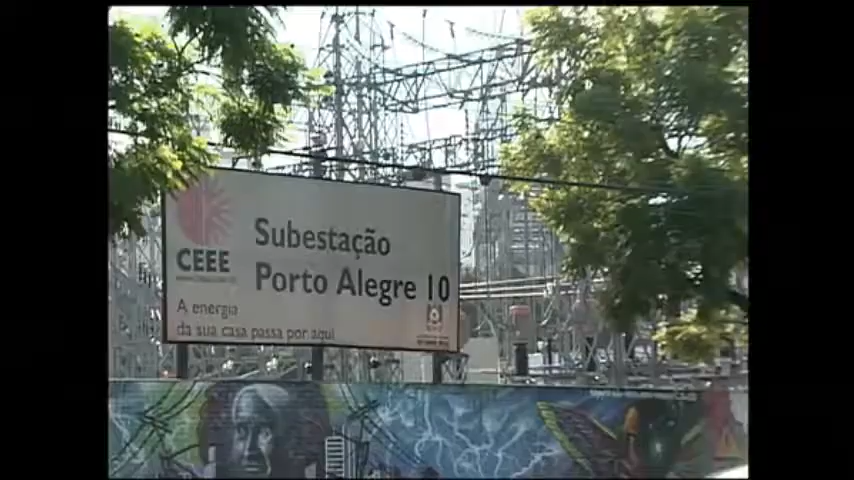 CEEE
Subestação
Porto Alegre 10
A energia
da sua casa passa por aqui